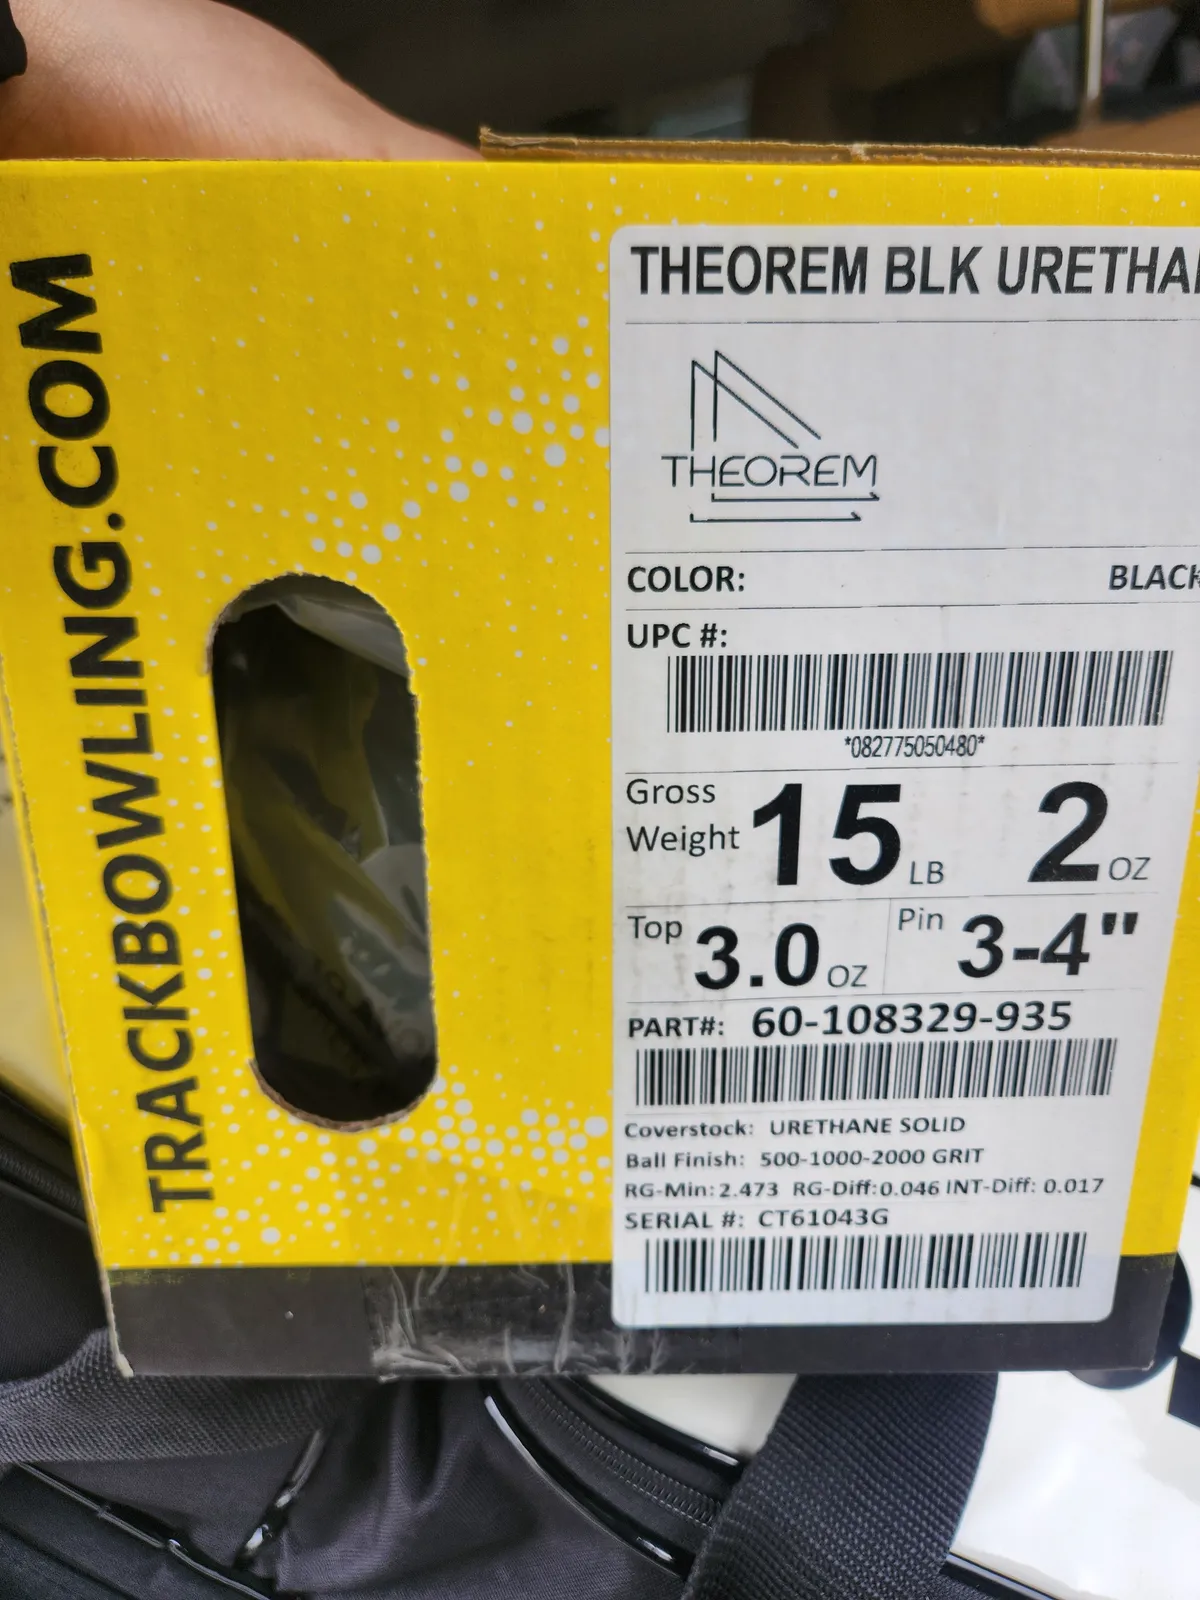 TRACKBOWLING.COM
THEOREM BLK URETHAN
THEOREM
COLOR: BLACK
UPC #:
*082775050480*
Gross Weight 15 LB 2 OZ
Top 3.0 OZ Pin 3-4"
PART#: 60-108329-935
Coverstock: URETHANE SOLID
Ball Finish: 500-1000-2000 GRIT
RG-Min: 2.473 RG-Diff: 0.046 INT-Diff: 0.017
SERIAL #: CT61043G